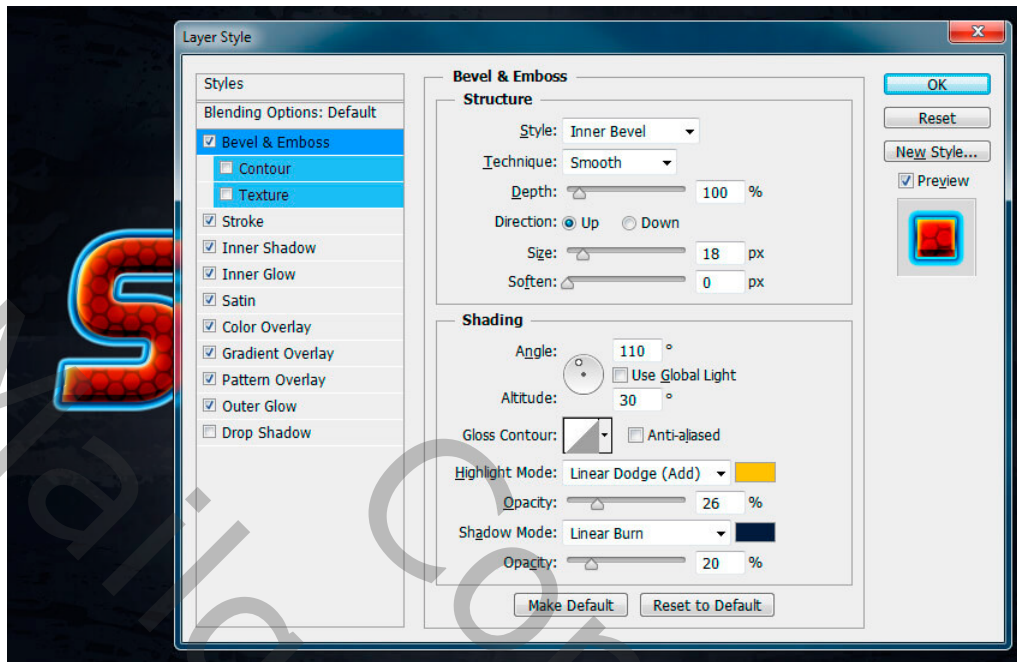 Layer Style
X
Styles
Blending Options: Default
Bevel & Emboss
Contour
Texture
Stroke
Inner Shadow
Inner Glow
Satin
Color Overlay
Gradient Overlay
Pattern Overlay
Outer Glow
Drop Shadow
Bevel & Emboss
Structure
Style: Inner Bevel
Technique: Smooth
Depth: 100 %
Direction: Up Down
Size: 18 px
Soften: 0 px
Shading
Angle: 110 °
Use Global Light
Altitude: 30 °
Gloss Contour: Anti-aliased
Highlight Mode: Linear Dodge (Add)
Opacity: 26 %
Shadow Mode: Linear Burn
Opacity: 20 %
Make Default Reset to Default
OK
Reset
New Style...
Preview
S